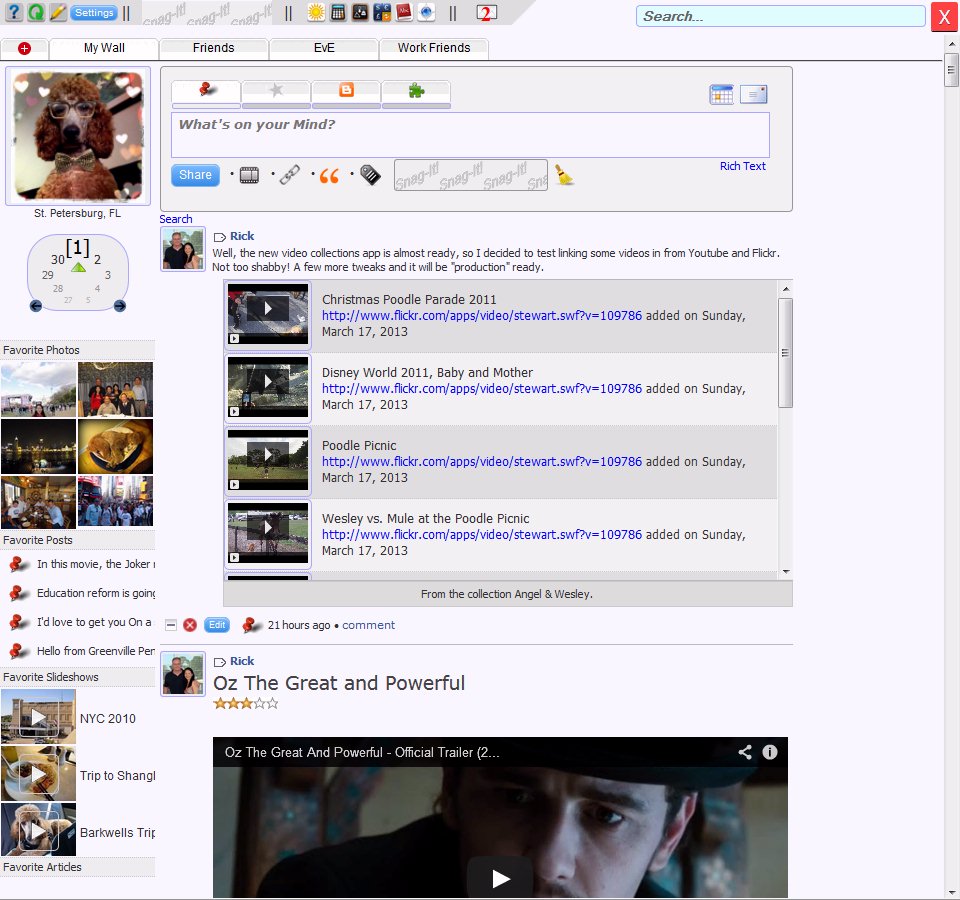 Settings || Snag-It! Snag-It! Snag-It! || || 2
Search... X
My Wall Friends EvE Work Friends
What's on your Mind?
Share Snag-It! Snag-It! Snag-It!
Rich Text
St. Petersburg, FL
[1]
30 2
29 3
28 4
27 5
Favorite Photos
Favorite Posts
In this movie, the Joker
Education reform is going
I'd love to get you On a
Hello from Greenville
Favorite Slideshows
NYC 2010
Trip to
Barkwells
Favorite Articles
Search
Rick
Well, the new video collections app is almost ready, so I decided to test linking some videos in from Youtube and Flickr.
Not too shabby! A few more tweaks and it will be "production" ready.
Christmas Poodle Parade 2011
http://www.flickr.com/apps/video/stewart.swf?v=109786 added on Sunday,
March 17, 2013
Disney World 2011, Baby and Mother
http://www.flickr.com/apps/video/stewart.swf?v=109786 added on Sunday,
March 17, 2013
Poodle Picnic
http://www.flickr.com/apps/video/stewart.swf?v=109786 added on Sunday,
March 17, 2013
Wesley vs. Mule at the Poodle Picnic
http://www.flickr.com/apps/video/stewart.swf?v=109786 added on Sunday,
March 17, 2013
From the collection Angel & Wesley.
Edit 21 hours ago • comment
Rick
Oz The Great and Powerful
Oz The Great And Powerful - Official Trailer (2...